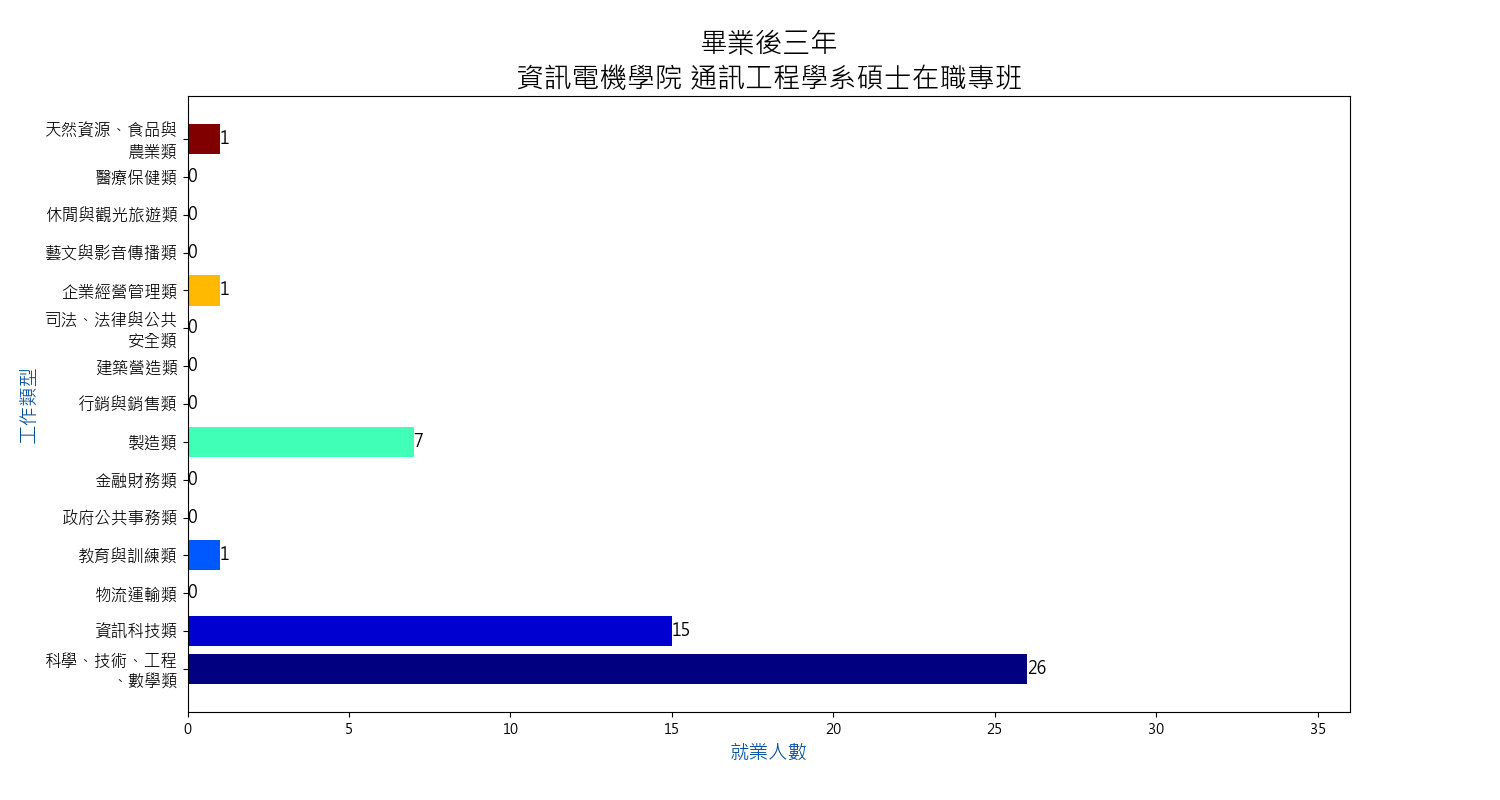 畢業後三年
資訊電機學院 通訊工程學系碩士在職專班
天然資源、食品與
農業類
1
醫療保健類
0
休閒與觀光旅遊類
0
藝文與影音傳播類
0
企業經營管理類
1
司法、法律與公共
安全類
0
建築營造類
0
行銷與銷售類
0
製造類
7
金融財務類
0
政府公共事務類
0
教育與訓練類
1
物流運輸類
0
資訊科技類
15
科學、技術、工程
、數學類
26
工作類型
0 5 10 15 20 25 30 35
就業人數